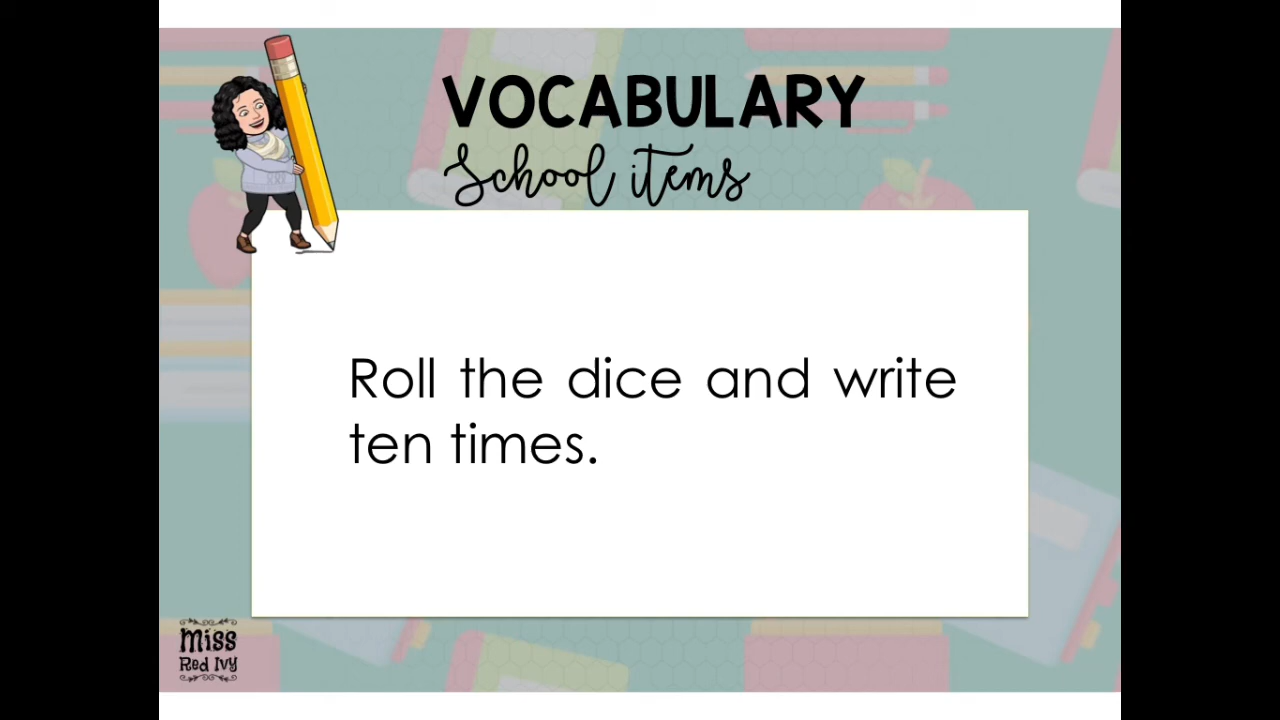 VOCABULARY
School items
Roll the dice and write
ten times.
Miss
Red Ivy